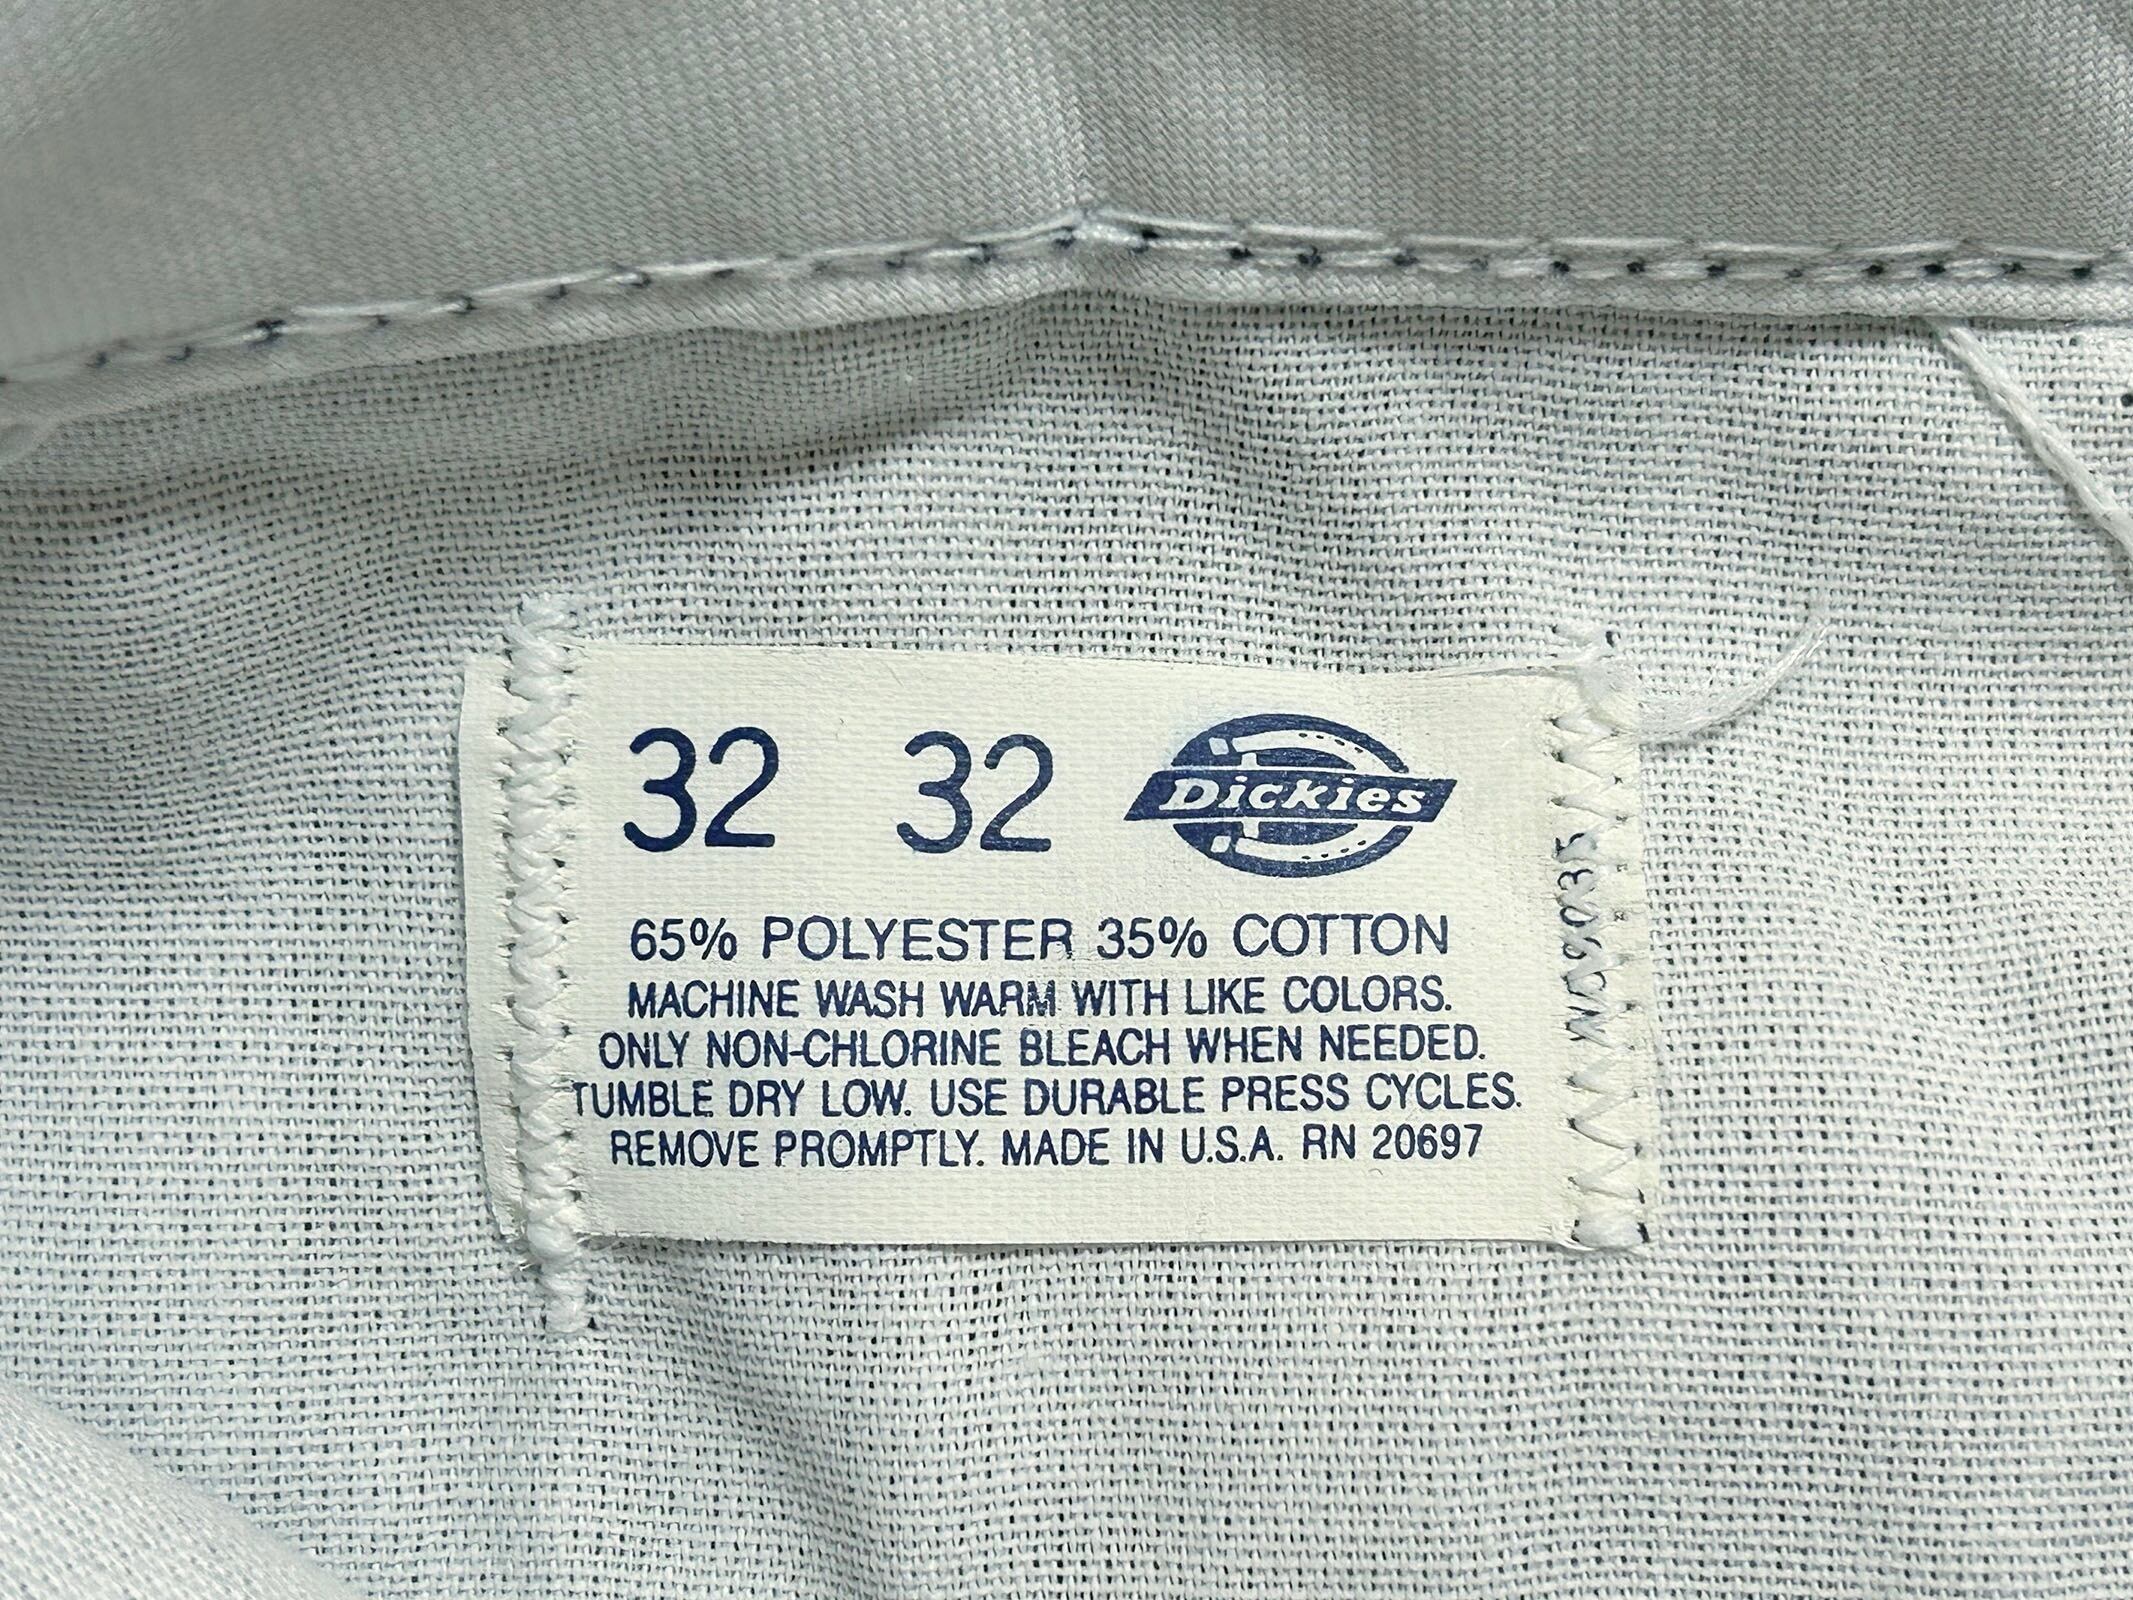 32 32 Dickies
65% POLYESTER 35% COTTON
MACHINE WASH WARM WITH LIKE COLORS.
ONLY NON-CHLORINE BLEACH WHEN NEEDED.
TUMBLE DRY LOW. USE DURABLE PRESS CYCLES.
REMOVE PROMPTLY. MADE IN U.S.A. RN 20697